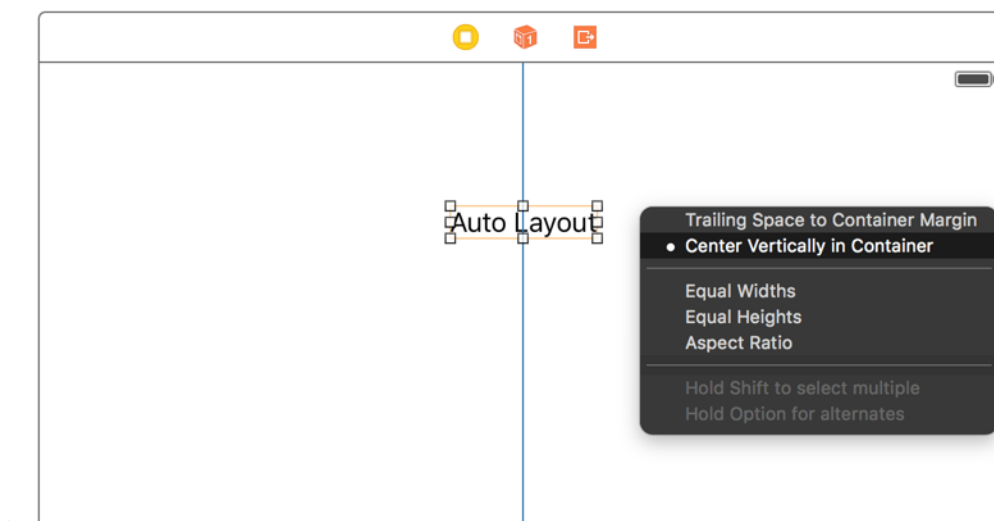 Auto Layout
Trailing Space to Container Margin
Center Vertically in Container
Equal Widths
Equal Heights
Aspect Ratio
Hold Shift to select multiple
Hold Option for alternates